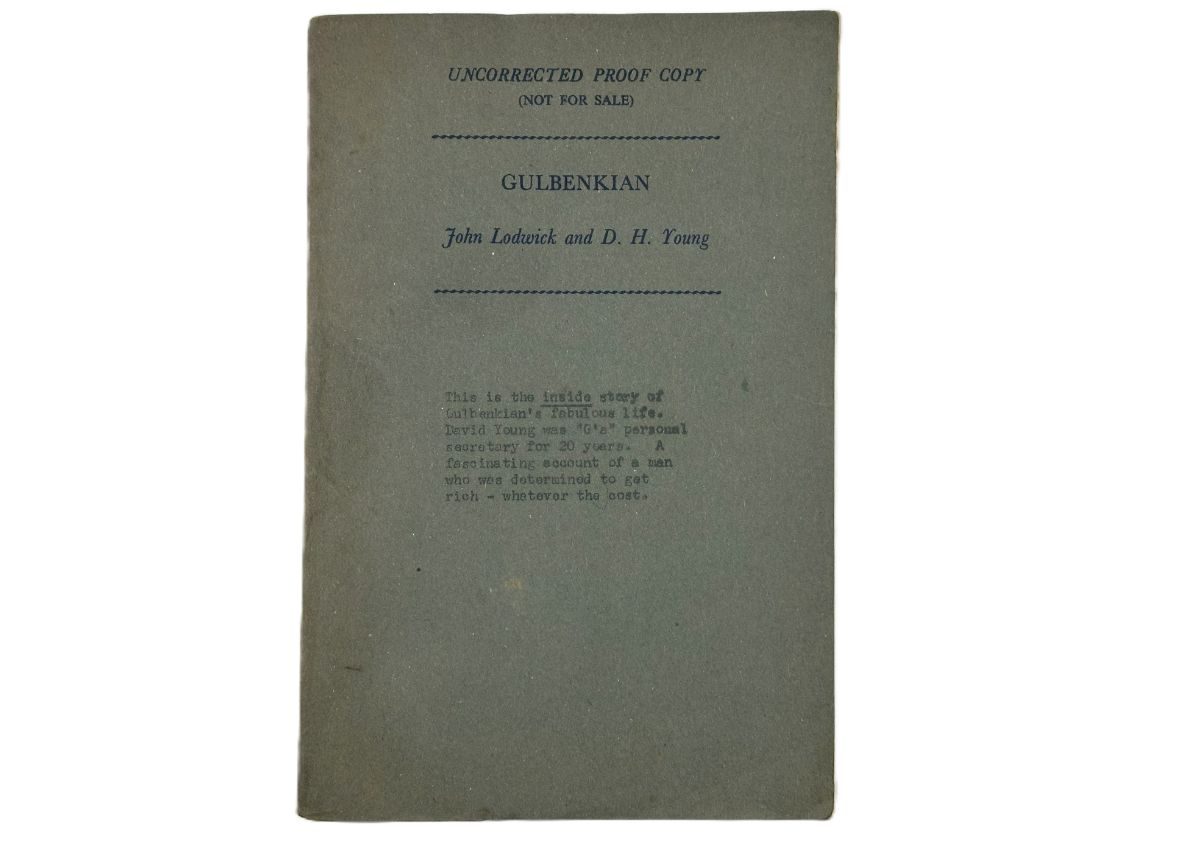 UNCORRECTED PROOF COPY
(NOT FOR SALE)
GULBENKIAN
John Lodwick and D. H. Young
This is the inside story of
Gulbenkian's fabulous life.
David Young was "G's" personal
secretary for 20 years. A
fascinating account of a man
who was determined to get
rich - whatever the cost.